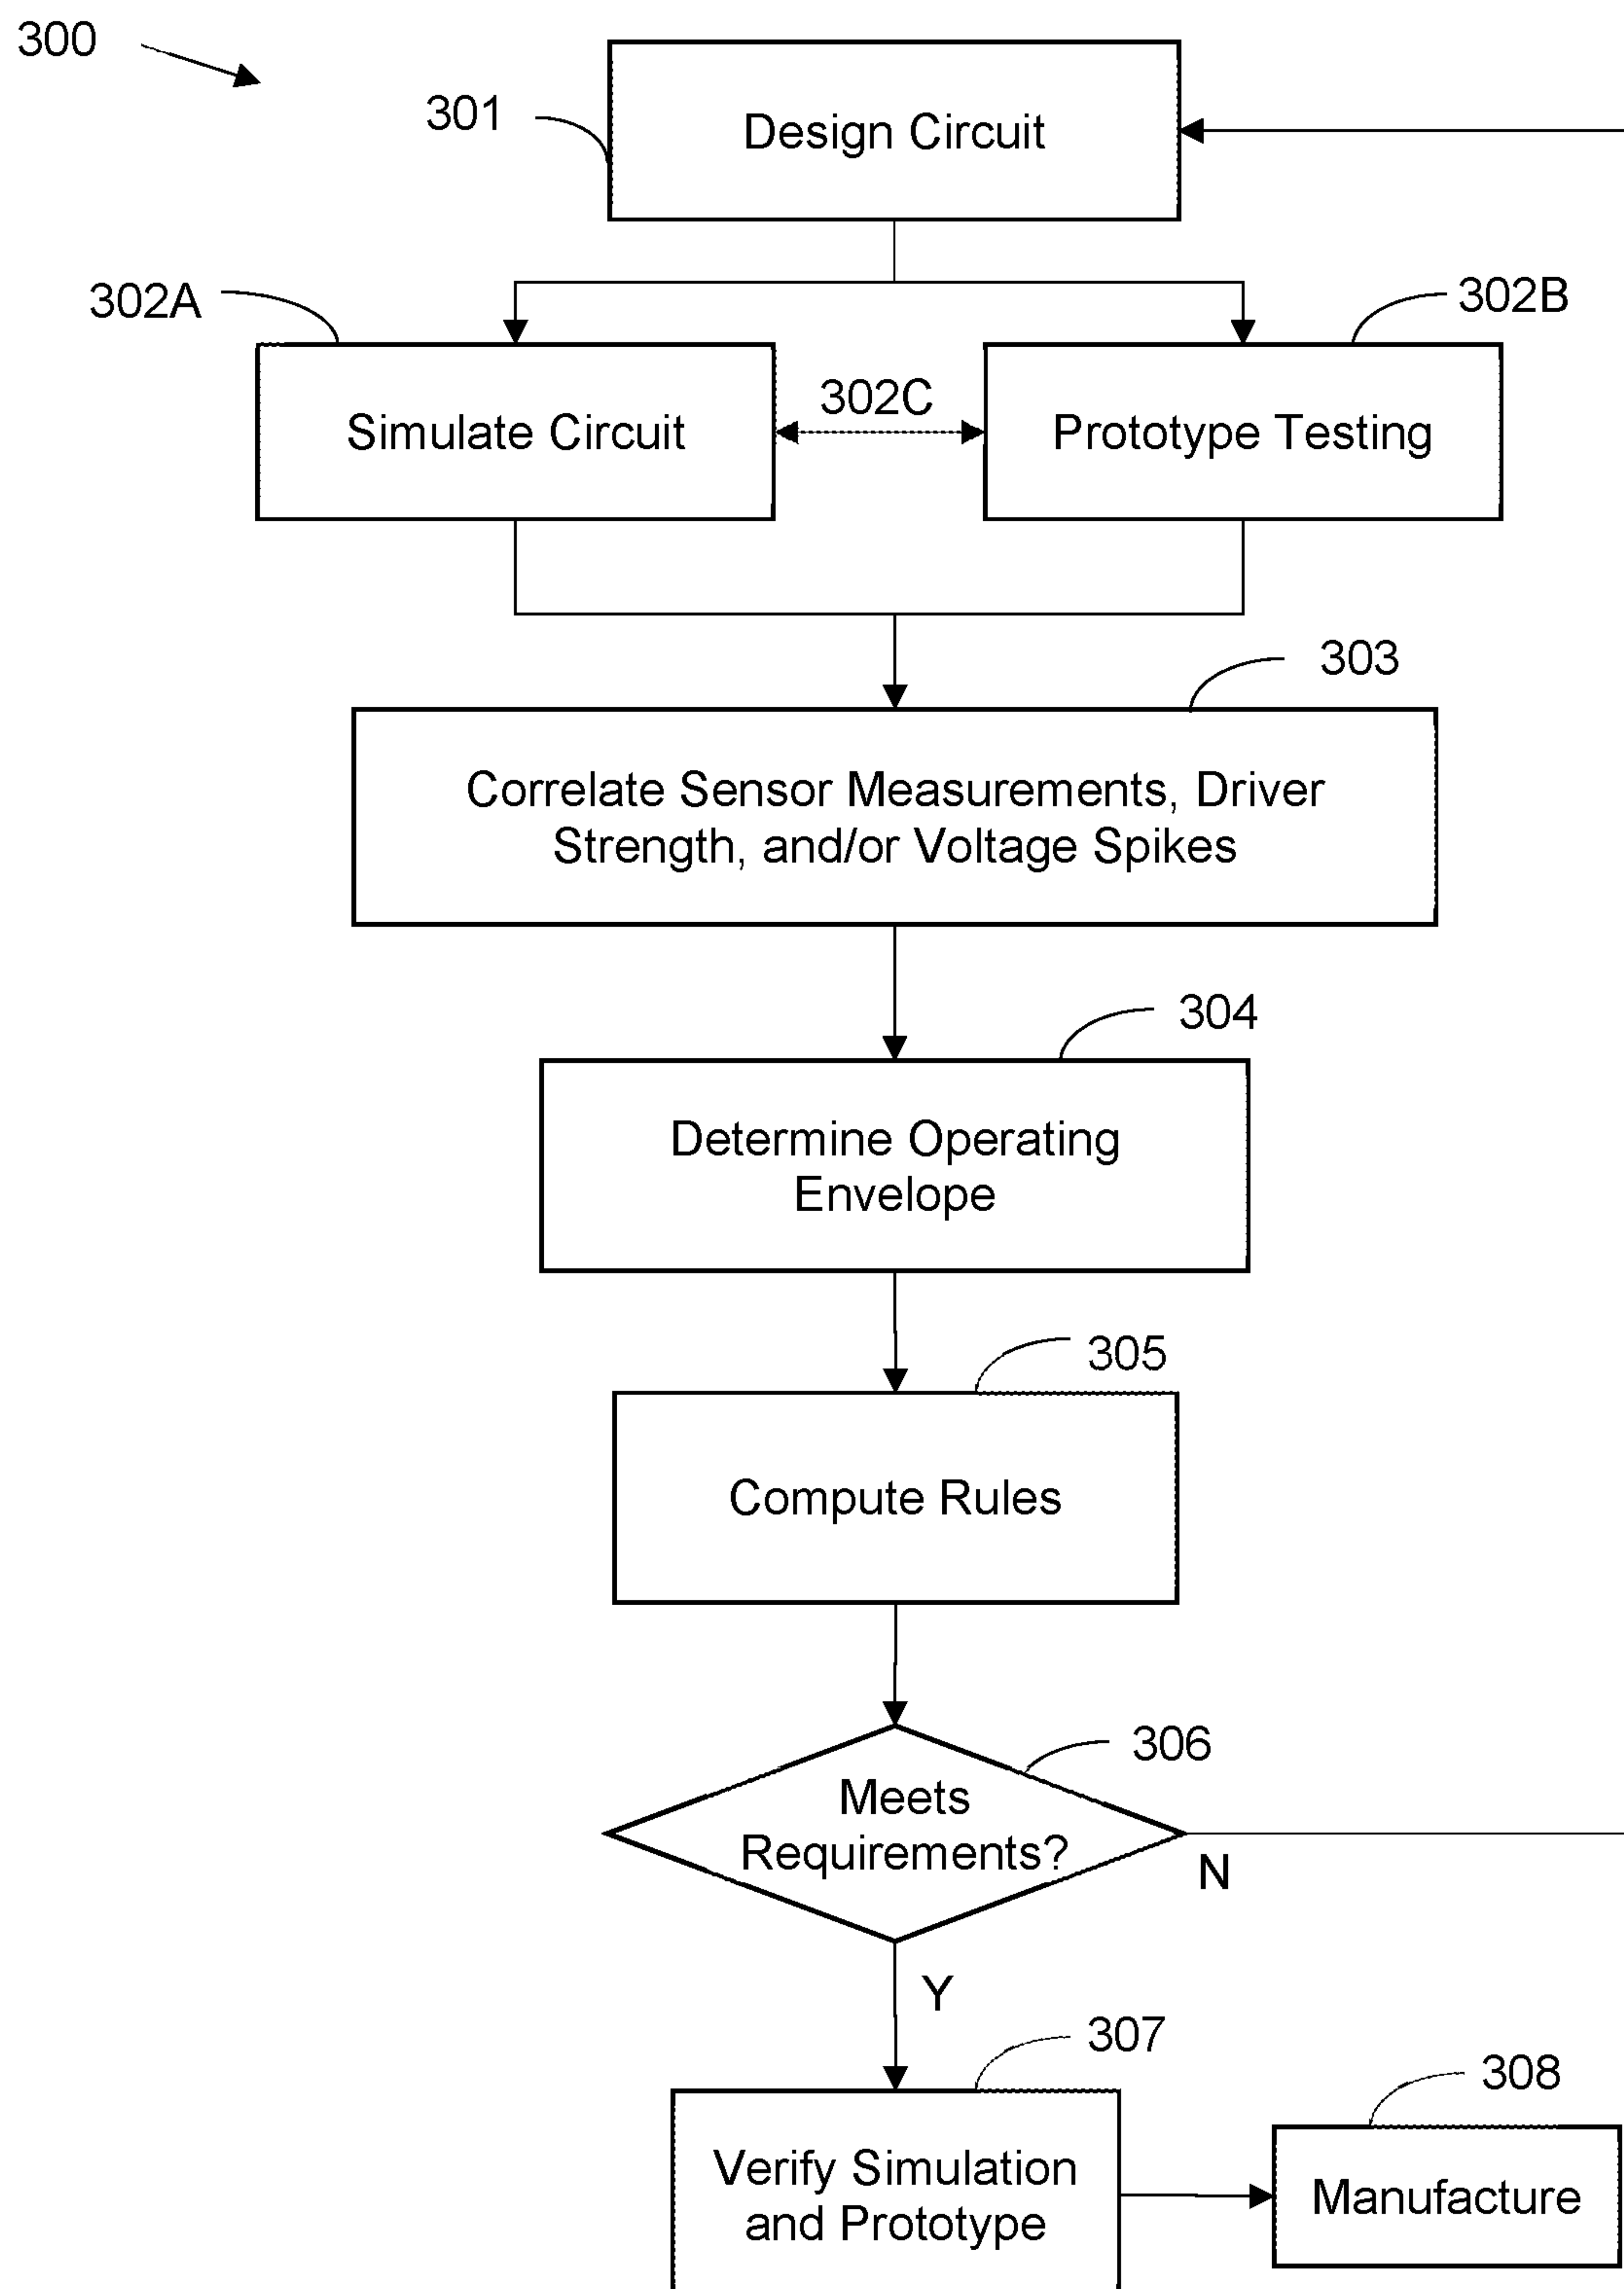 300
301
Design Circuit
302A
302B
302C
Simulate Circuit
Prototype Testing
303
Correlate Sensor Measurements, Driver
Strength, and/or Voltage Spikes
304
Determine Operating
Envelope
305
Compute Rules
306
Meets
Requirements?
N
Y
307
308
Verify Simulation
and Prototype
Manufacture